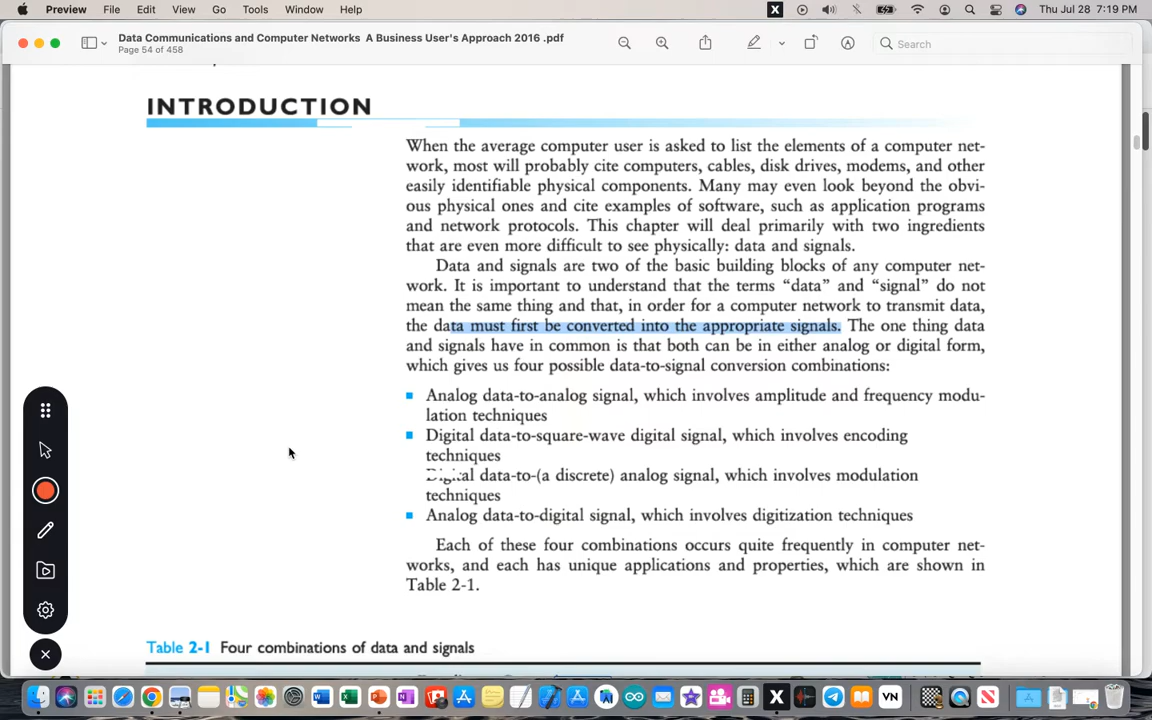 Preview File Edit View Go Tools Window Help X Thu Jul 28 7:19 PM
Data Communications and Computer Networks A Business User's Approach 2016 .pdf
Page 54 of 458
Search
INTRODUCTION
When the average computer user is asked to list the elements of a computer net-
work, most will probably cite computers, cables, disk drives, modems, and other
easily identifiable physical components. Many may even look beyond the obvi-
ous physical ones and cite examples of software, such as application programs
and network protocols. This chapter will deal primarily with two ingredients
that are even more difficult to see physically: data and signals.
Data and signals are two of the basic building blocks of any computer net-
work. It is important to understand that the terms “data” and “signal” do not
mean the same thing and that, in order for a computer network to transmit data,
the data must first be converted into the appropriate signals. The one thing data
and signals have in common is that both can be in either analog or digital form,
which gives us four possible data-to-signal conversion combinations:
Analog data-to-analog signal, which involves amplitude and frequency modu-
lation techniques
Digital data-to-square-wave digital signal, which involves encoding
techniques
Digital data-to-(a discrete) analog signal, which involves modulation
techniques
Analog data-to-digital signal, which involves digitization techniques
Each of these four combinations occurs quite frequently in computer net-
works, and each has unique applications and properties, which are shown in
Table 2-1.
Table 2-1 Four combinations of data and signals